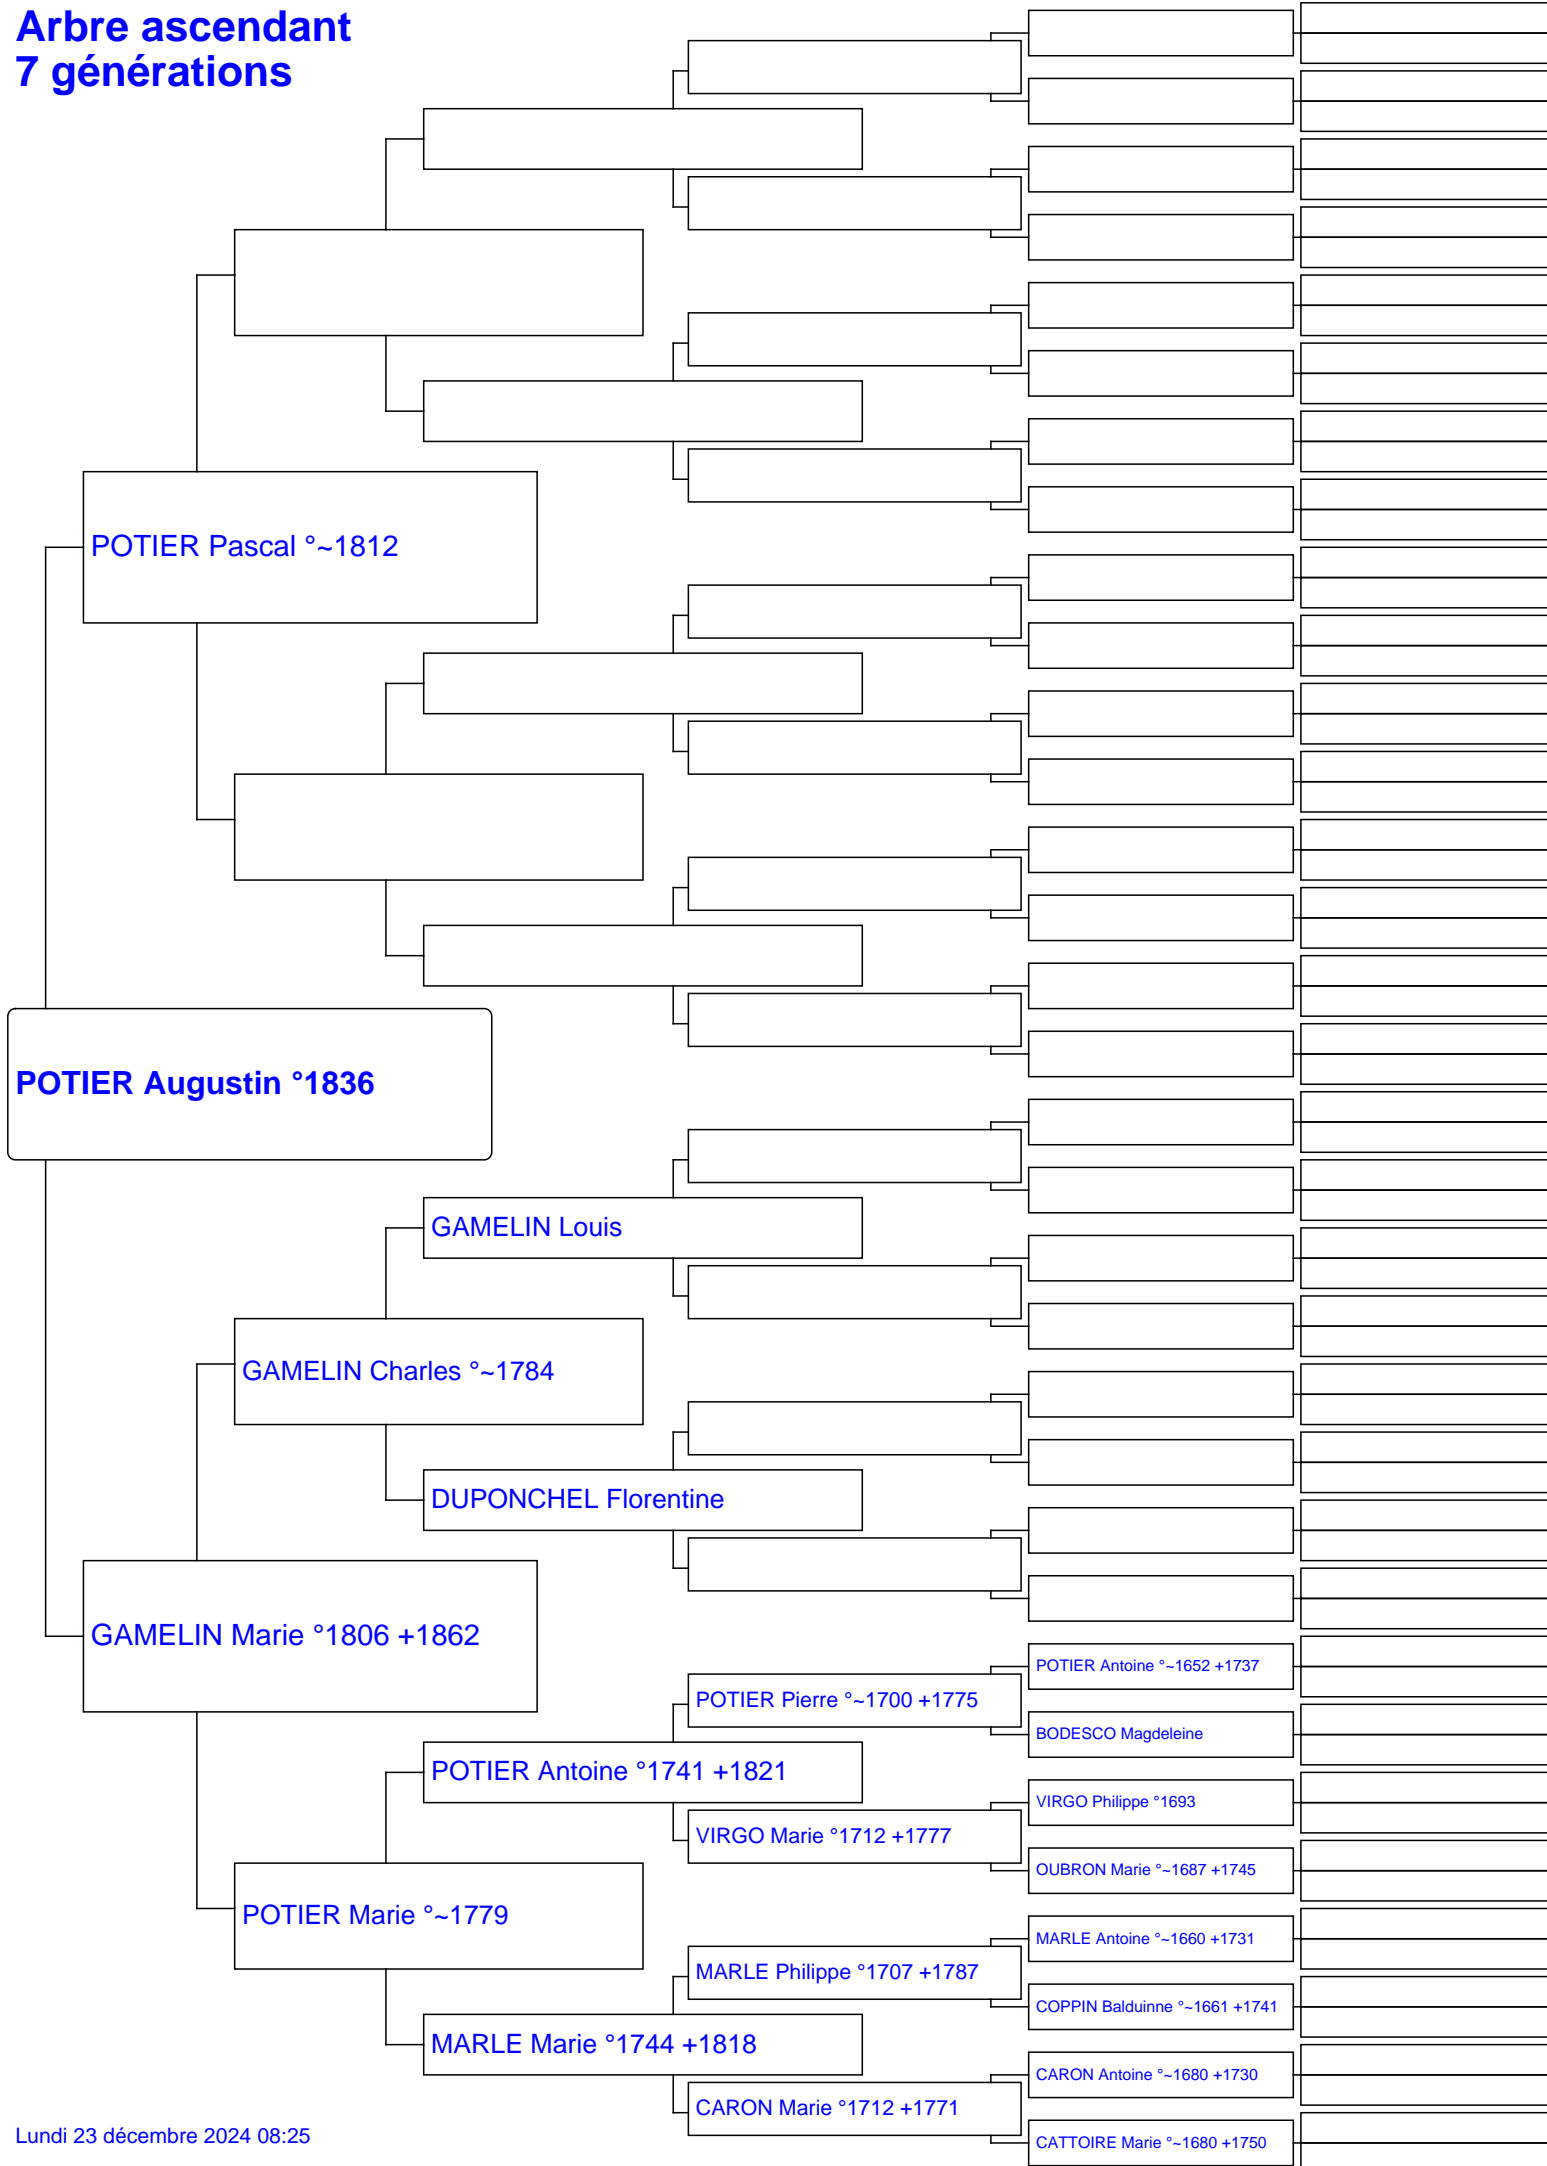 Arbre ascendant
7 générations
POTIER Pascal °~1812
POTIER Augustin °1836
GAMELIN Louis
GAMELIN Charles °~1784
DUPONCHEL Florentine
GAMELIN Marie °1806 +1862
POTIER Antoine °~1652 +1737
POTIER Pierre °~1700 +1775
BODESCO Magdeleine
POTIER Antoine °1741 +1821
VIRGO Philippe °1693
VIRGO Marie °1712 +1777
OUBRON Marie °~1687 +1745
POTIER Marie °~1779
MARLE Antoine °~1660 +1731
MARLE Philippe °1707 +1787
COPPIN Balduinne °~1661 +1741
MARLE Marie °1744 +1818
CARON Antoine °~1680 +1730
CARON Marie °1712 +1771
CATTOIRE Marie °~1680 +1750
Lundi 23 décembre 2024 08:25